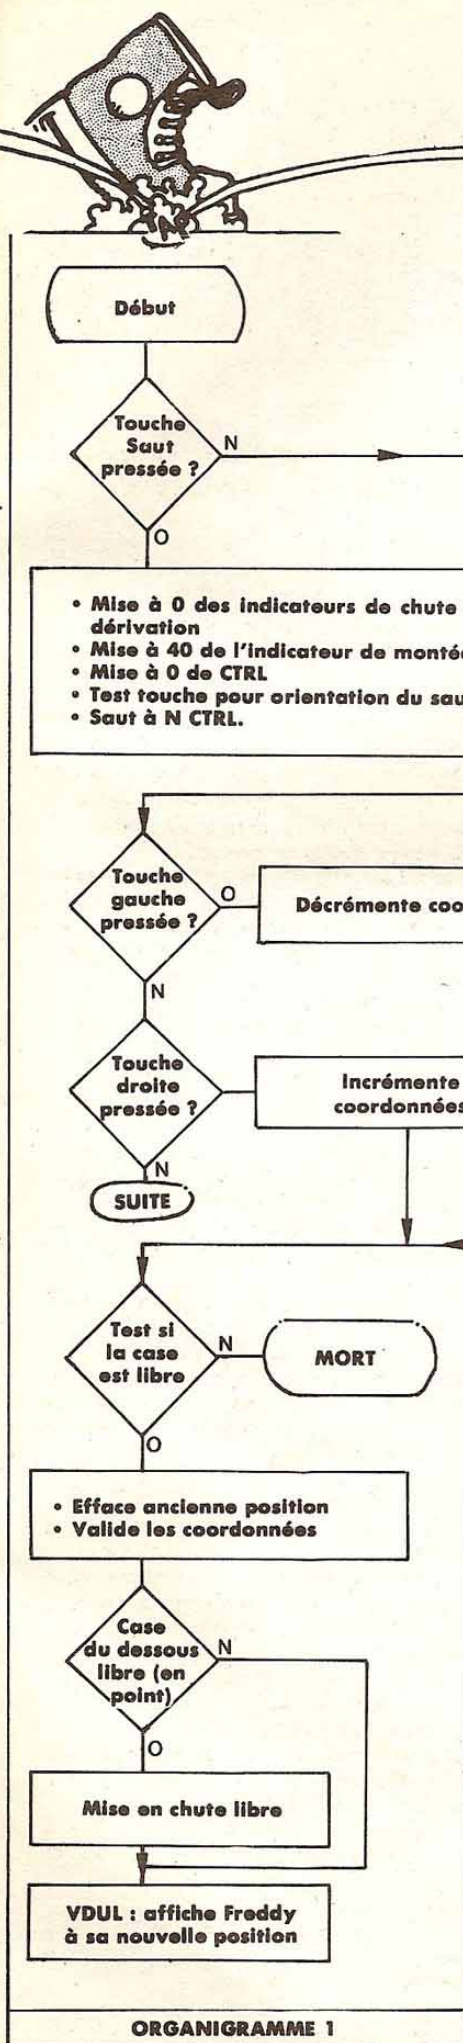 Début
Touche
Saut
pressée ?
N
O
• Mise à 0 des indicateurs de chute
dérivation
• Mise à 40 de l'indicateur de
• Mise à 0 de CTRL
• Test touche pour orientation du
• Saut à N CTRL.
Touche
gauche
pressée ?
O
Décrémente
N
Touche
droite
pressée ?
Incrémente
coordonnées
N
SUITE
Test si
la case
est libre
N
MORT
O
• Efface ancienne position
• Valide les coordonnées
Case
du dessous
libre (en
point)
N
O
Mise en chute libre
VDUL : affiche Freddy
à sa nouvelle position
ORGANIGRAMME 1